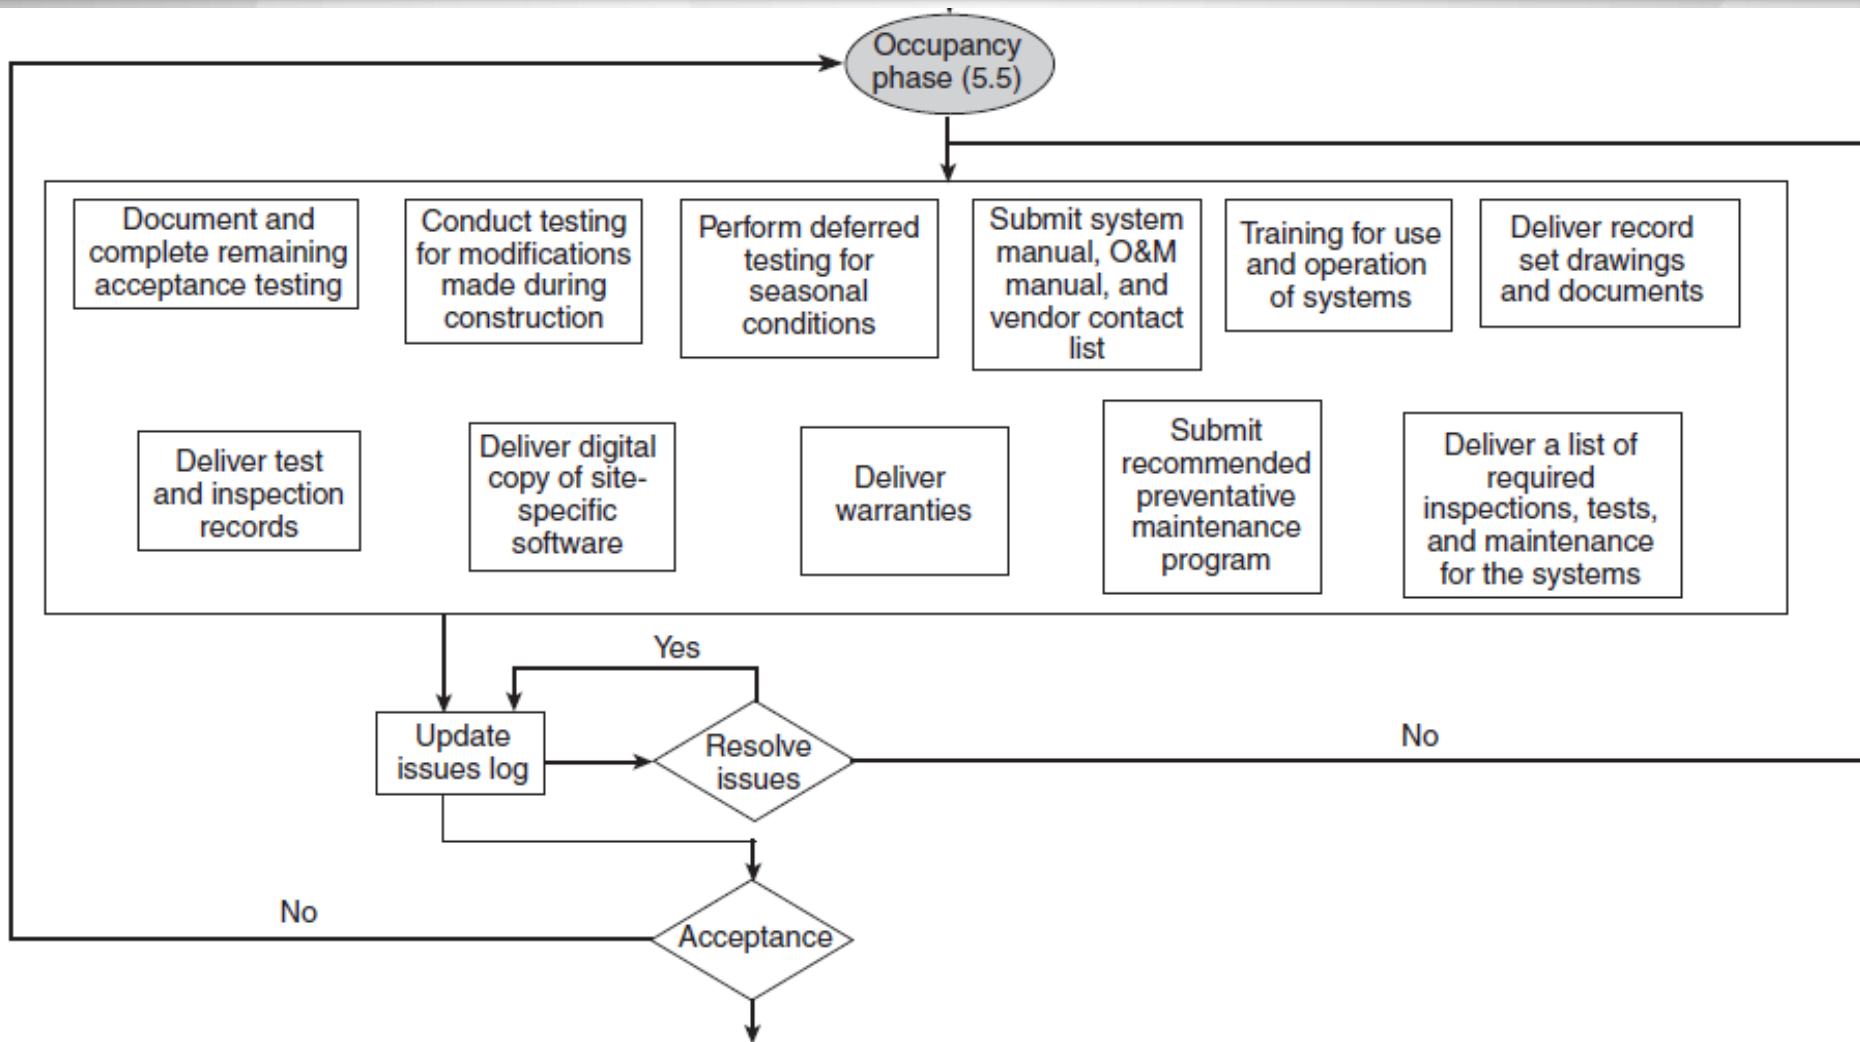 Occupancy
phase (5.5)
Document and
complete remaining
acceptance testing
Conduct testing
for modifications
made during
construction
Perform deferred
testing for
seasonal
conditions
Submit system
manual, O&M
manual, and
vendor contact
list
Training for use
and operation
of systems
Deliver record
set drawings
and documents
Deliver test
and inspection
records
Deliver digital
copy of site-
specific
software
Deliver
warranties
Submit
recommended
preventative
maintenance
program
Deliver a list of
required
inspections, tests,
and maintenance
for the systems
Yes
Update
issues log
Resolve
issues
No
No
Acceptance